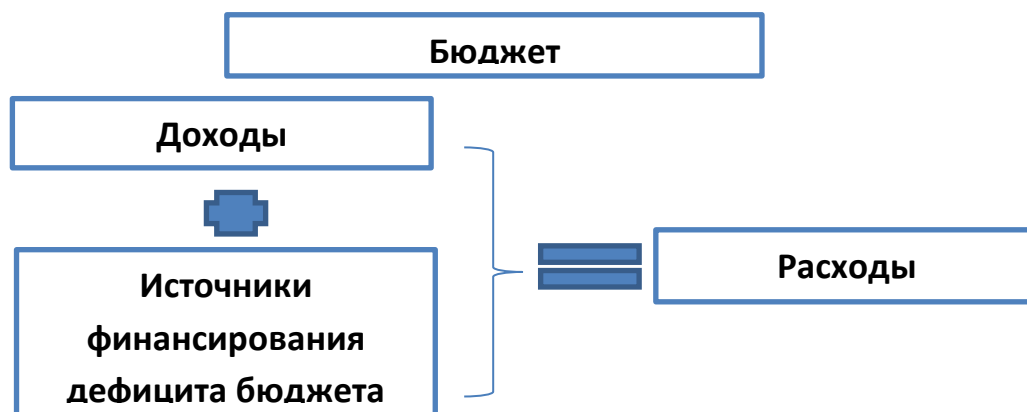 Бюджет
Доходы
Источники
финансирования
дефицита бюджета
Расходы